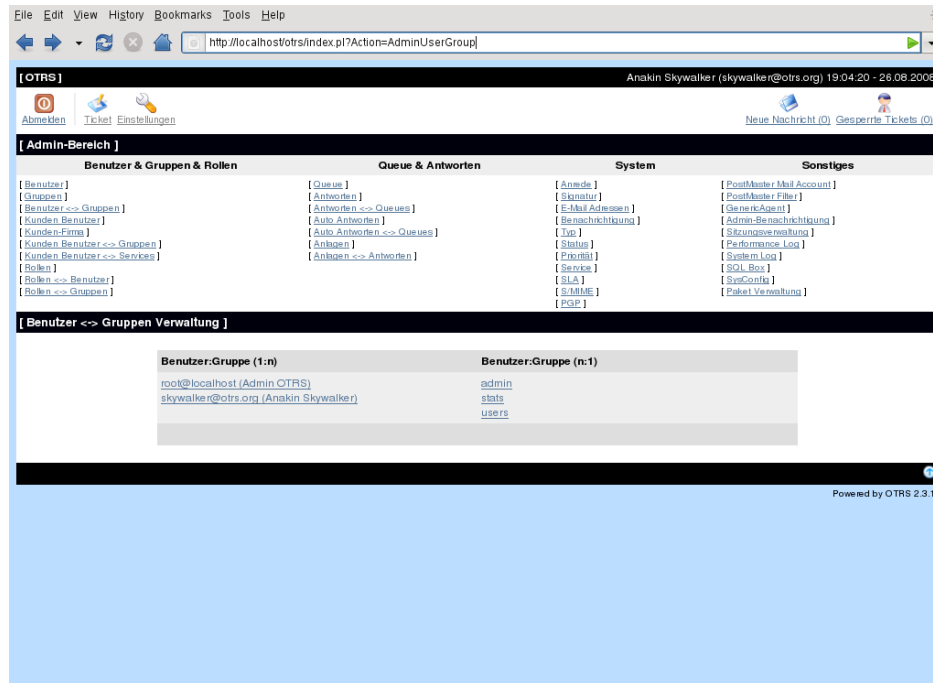 File Edit View History Bookmarks Tools Help
http://localhost/otrs/index.pl?Action=AdminUserGroup
[ OTRS ] Anakin Skywalker (skywalker@otrs.org) 19:04:20 - 26.08.2008
Abmelden Ticket Einstellungen Neue Nachricht (0) Gesperrte Tickets (0)
[ Admin-Bereich ]
Benutzer & Gruppen & Rollen Queue & Antworten System Sonstiges
[ Benutzer ] [ Queue ] [ Anrede ] [ PostMaster Mail Account ]
[ Gruppen ] [ Antworten ] [ Signatur ] [ PostMaster Filter ]
[ Benutzer <-> Gruppen ] [ Antworten <-> Queues ] [ E-Mail Adressen ] [ GenericAgent ]
[ Kunden Benutzer ] [ Auto Antworten ] [ Benachrichtigung ] [ Admin-Benachrichtigung ]
[ Kunden-Firma ] [ Auto Antworten <-> Queues ] [ Typ ] [ Sitzungsverwaltung ]
[ Kunden Benutzer <-> Gruppen ] [ Anlagen ] [ Status ] [ Performance Log ]
[ Kunden Benutzer <-> Services ] [ Anlagen <-> Antworten ] [ Priorität ] [ System Log ]
[ Rollen ] [ Service ] [ SQL Box ]
[ Rollen <-> Benutzer ] [ SLA ] [ SysConfig ]
[ Rollen <-> Gruppen ] [ S/MIME ] [ Paket Verwaltung ]
[ PGP ]
[ Benutzer <-> Gruppen Verwaltung ]
Benutzer:Gruppe (1:n) Benutzer:Gruppe (n:1)
root@localhost (Admin OTRS) admin
skywalker@otrs.org (Anakin Skywalker) stats
users
Powered by OTRS 2.3.1